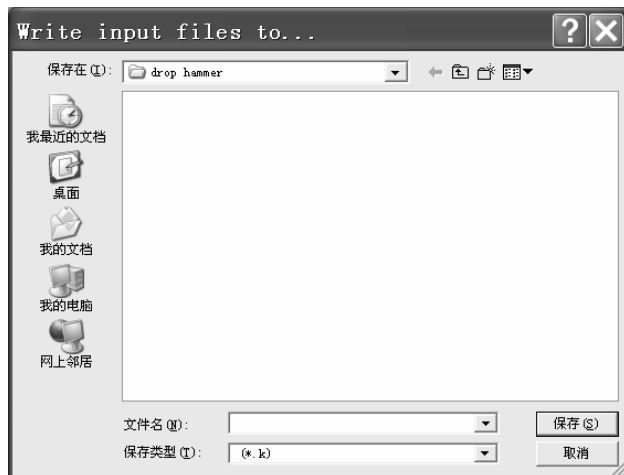 Write input files to...
保存在(I):
drop hammer
我最近的文档
桌面
我的文档
我的电脑
网上邻居
文件名(N):
保存(S)
保存类型(T):
(*.k)
取消